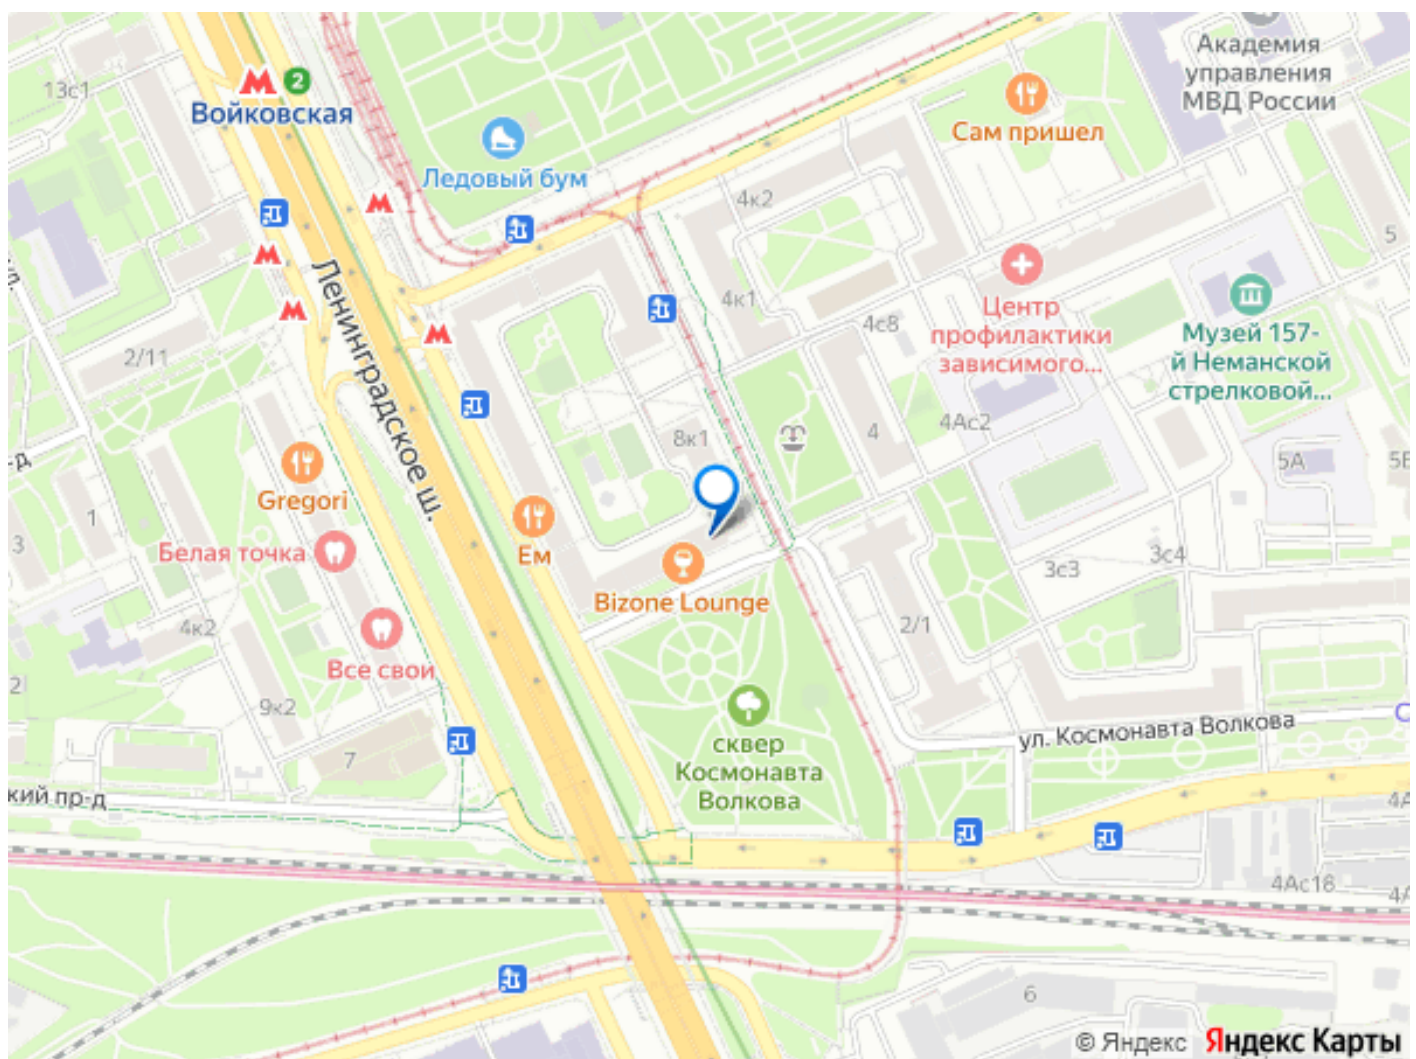 Академия
управления
МВД России
13с1
2
Войковская
Сам пришел
Ледовый бум
4к2
5
4к1
Центр
профилактики
зависимого...
4с8
Музей 157-
й Неманской
стрелковой...
2/11
Ленинградское ш.
8к1
4
4Ас2
5А
Gregori
1
3
Белая точка
Ем
Bizone Lounge
3с4
3с3
4к2
2/1
Все свои
2
9к2
сквер
Космонавта
Волкова
ул. Космонавта Волкова
7
кий пр-д
4Ас18
6
© Яндекс Яндекс Карты